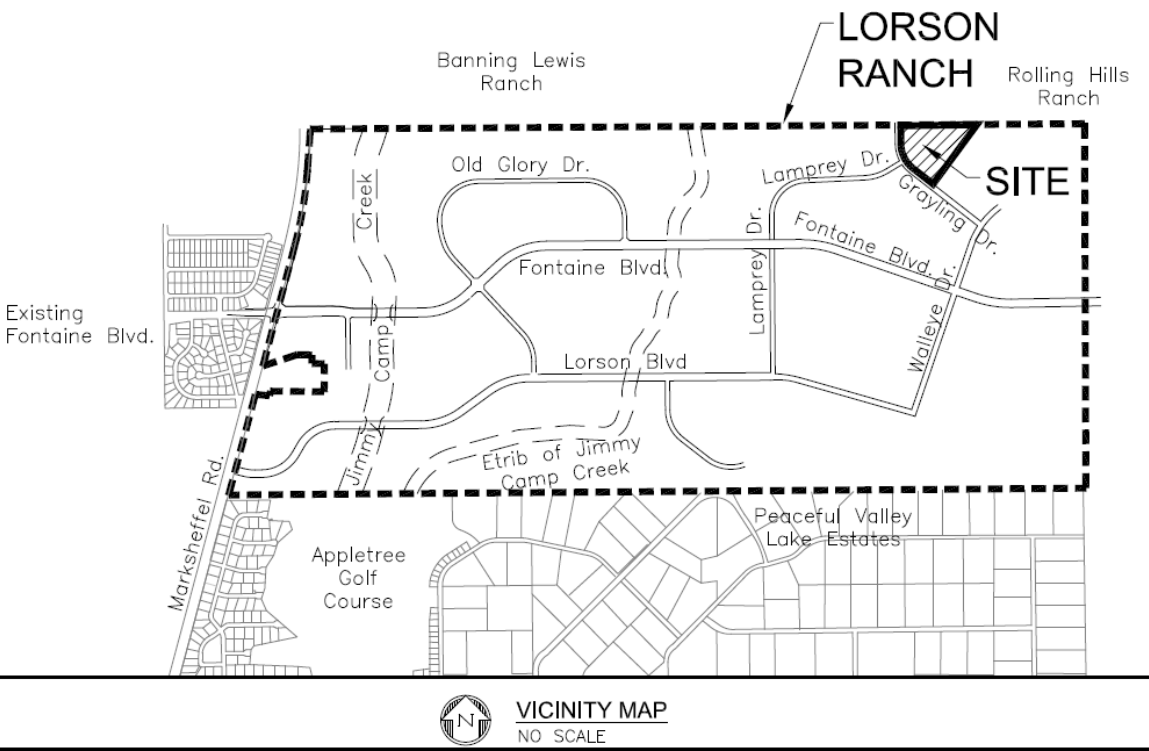 LORSON
RANCH
Banning Lewis
Ranch
Rolling Hills
Ranch
Old Glory Dr.
Lamprey Dr.
SITE
Creek
Grayling Dr.
Lamprey Dr.
Fontaine Blvd.
Fontaine Blvd.
Existing
Fontaine Blvd.
Walleye Dr.
Camp
Lorson Blvd
Jimmy
Etrib of Jimmy
Camp Creek
Marksheffel Rd.
Peaceful Valley
Lake Estates
Appletree
Golf
Course
N
VICINITY MAP
NO SCALE